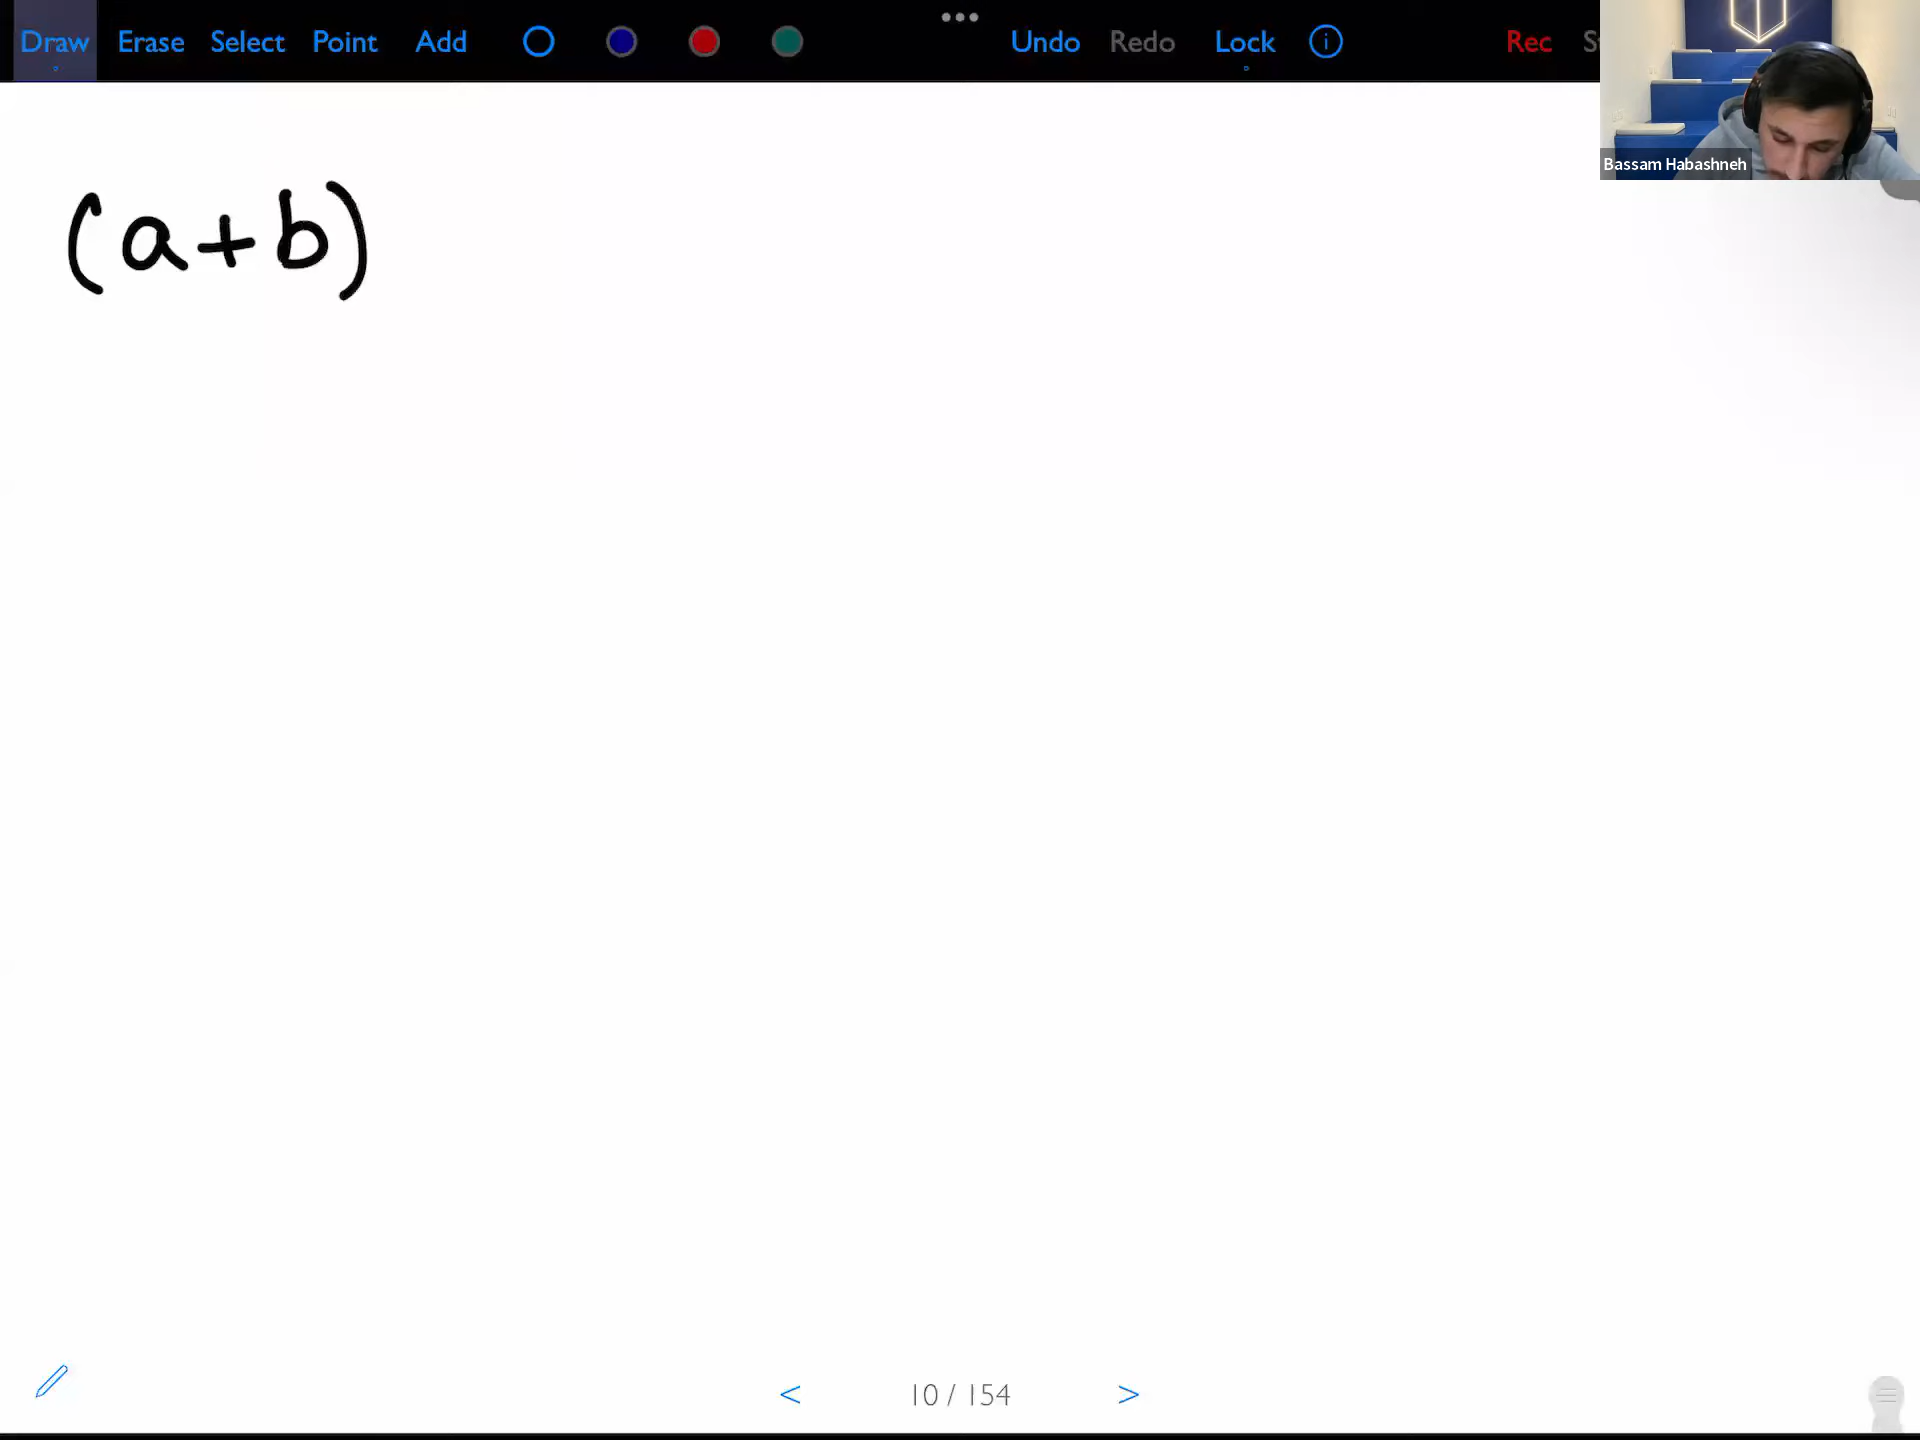 Draw Erase Select Point Add Undo Redo Lock Rec
Bassam Habashneh
(a+b)
< 10 / 154 >